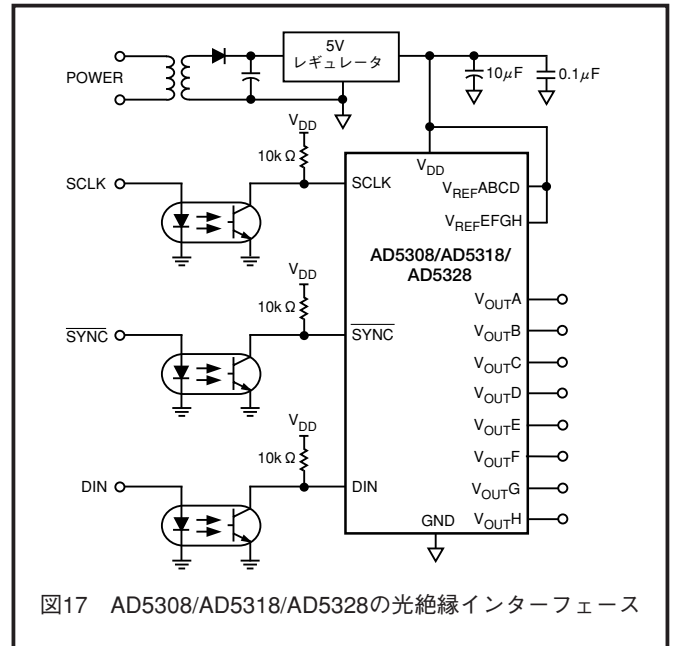 5V
レギュレータ
POWER
10μF
0.1μF
VDD
10kΩ
SCLK
SCLK
VDD
VREFABCD
VREFEFGH
AD5308/AD5318/
AD5328
VDD
10kΩ
SYNC
SYNC
VOUTA
VOUTB
VOUTC
VOUTD
VOUTE
VOUTF
VOUTG
VOUTH
VDD
10kΩ
DIN
DIN
GND
図17 AD5308/AD5318/AD5328の光絶縁インターフェース